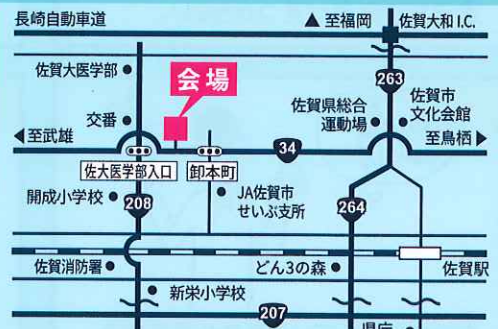 長崎自動車道
▲至福岡
佐賀大和I.C.
佐賀大医学部
会場
263
佐賀県総合
運動場
佐賀市
文化会館
交番
◀至武雄
至鳥栖▶
34
佐大医学部入口
卸本町
開成小学校
208
JA佐賀市
せいぶ支所
264
佐賀消防署
どん3の森
佐賀駅
新栄小学校
207
県庁